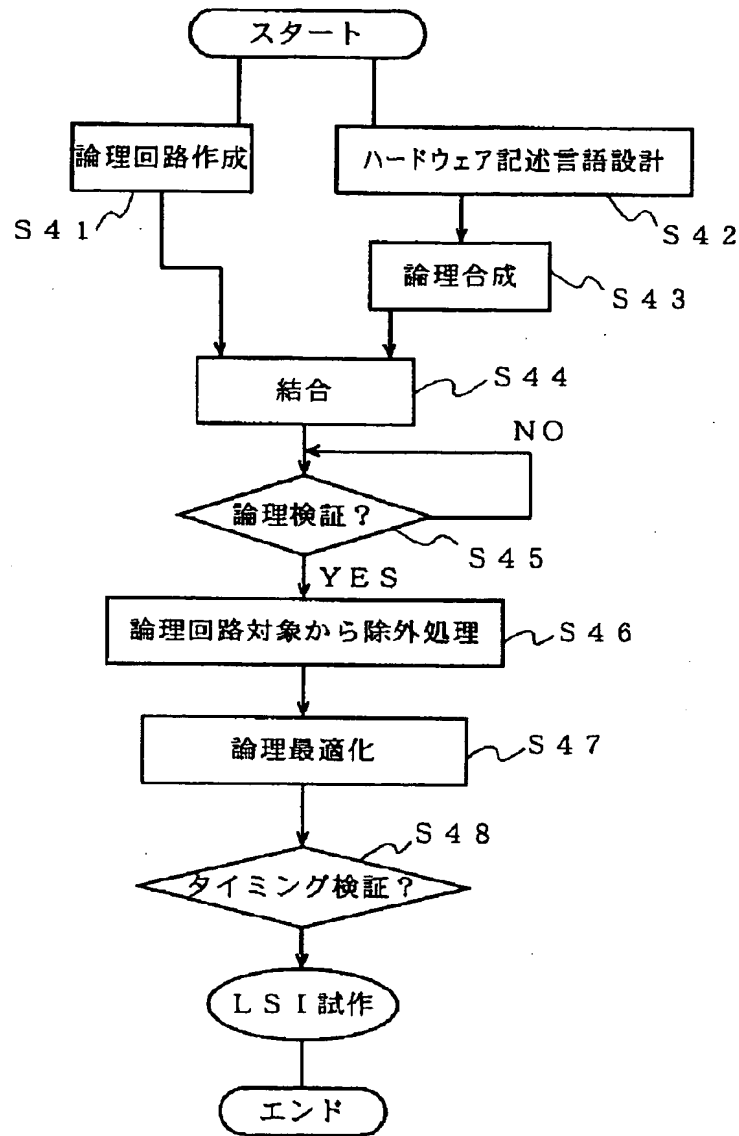 スタート
論理回路作成
ハードウェア記述言語設計
S41
S42
論理合成
S43
結合
S44
NO
論理検証?
S45
YES
論理回路対象から除外処理
S46
論理最適化
S47
S48
タイミング検証?
LSI試作
エンド